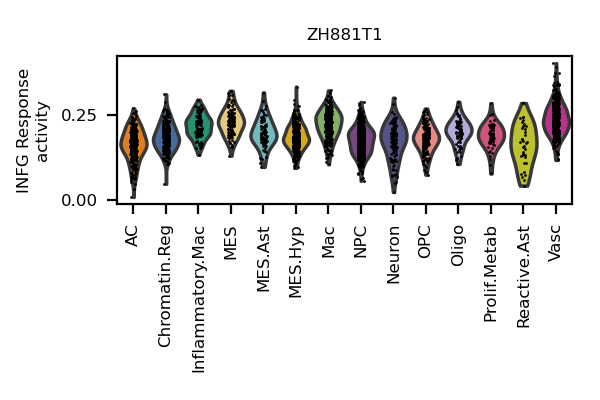 ZH881T1
INFG Response
activity
0.25
0.00
AC
Chromatin.Reg
Inflammatory.Mac
MES
MES.Ast
MES.Hyp
Mac
NPC
Neuron
OPC
Oligo
Prolif.Metab
Reactive.Ast
Vasc